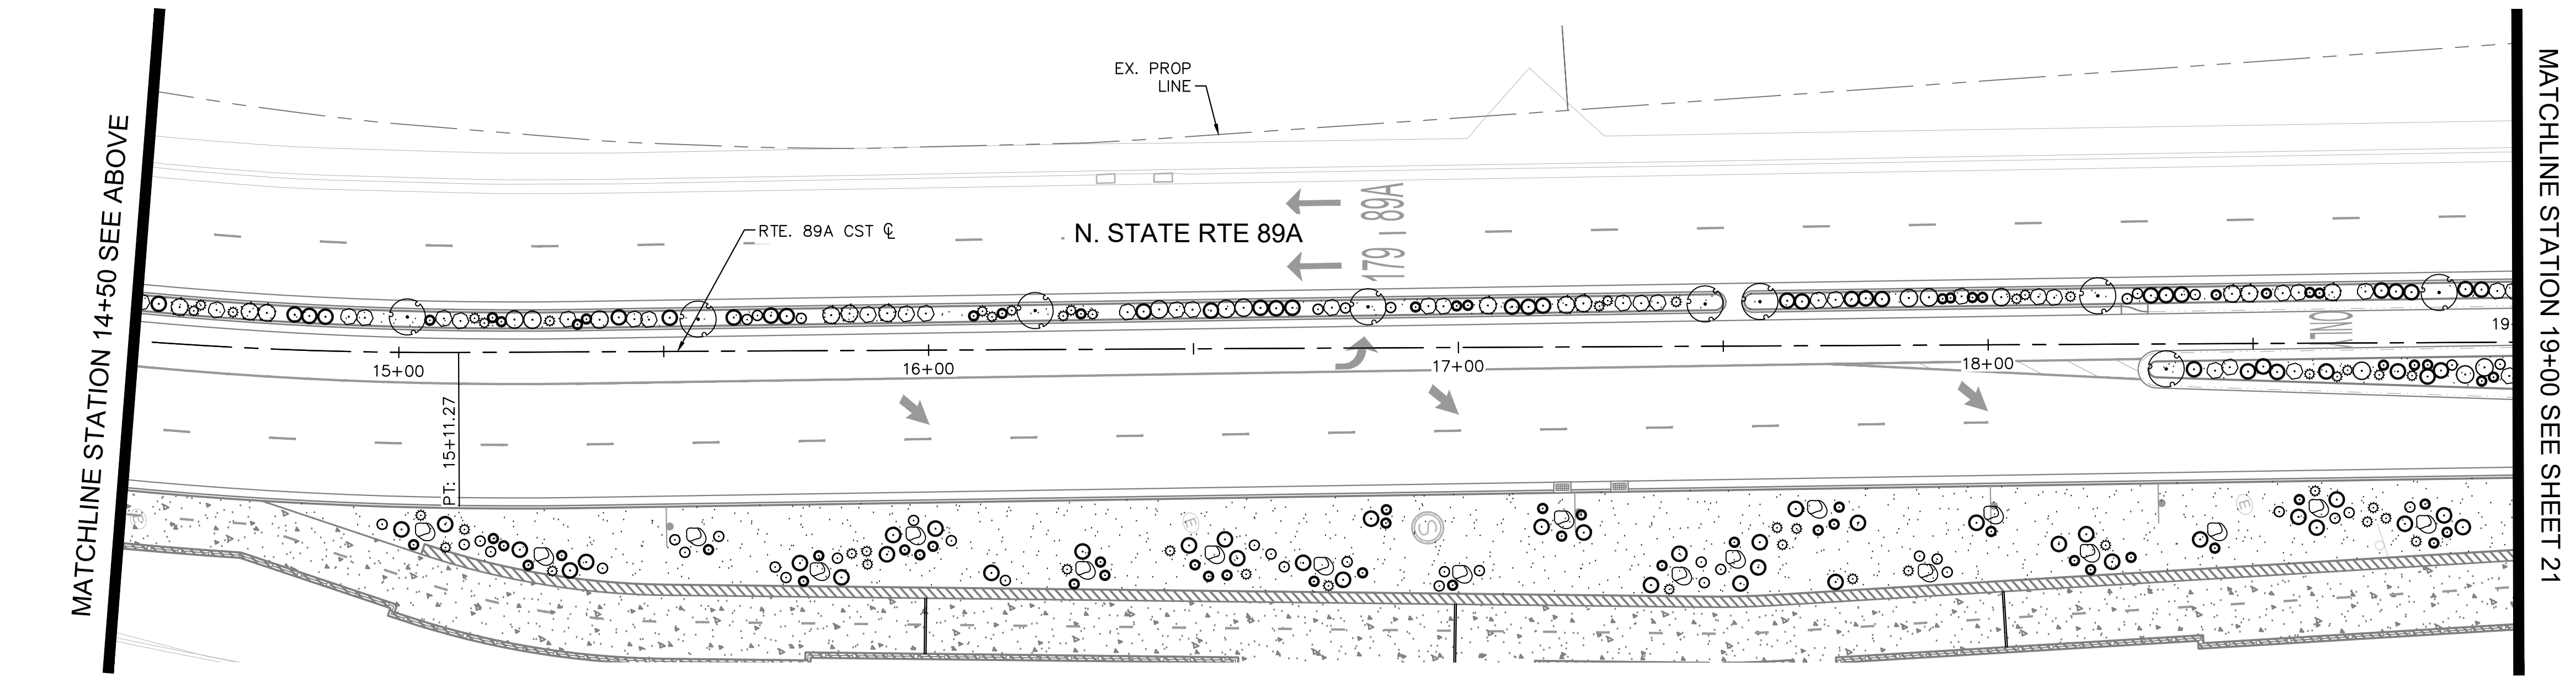 MATCHLINE STATION 14+50 SEE ABOVE
EX. PROP
LINE
RTE. 89A CST ℄
N. STATE RTE 89A
179
89A
15+00
16+00
17+00
18+00
19+
PT: 15+11.27
ONLY
E
E
S
E
MATCHLINE STATION 19+00 SEE SHEET 21